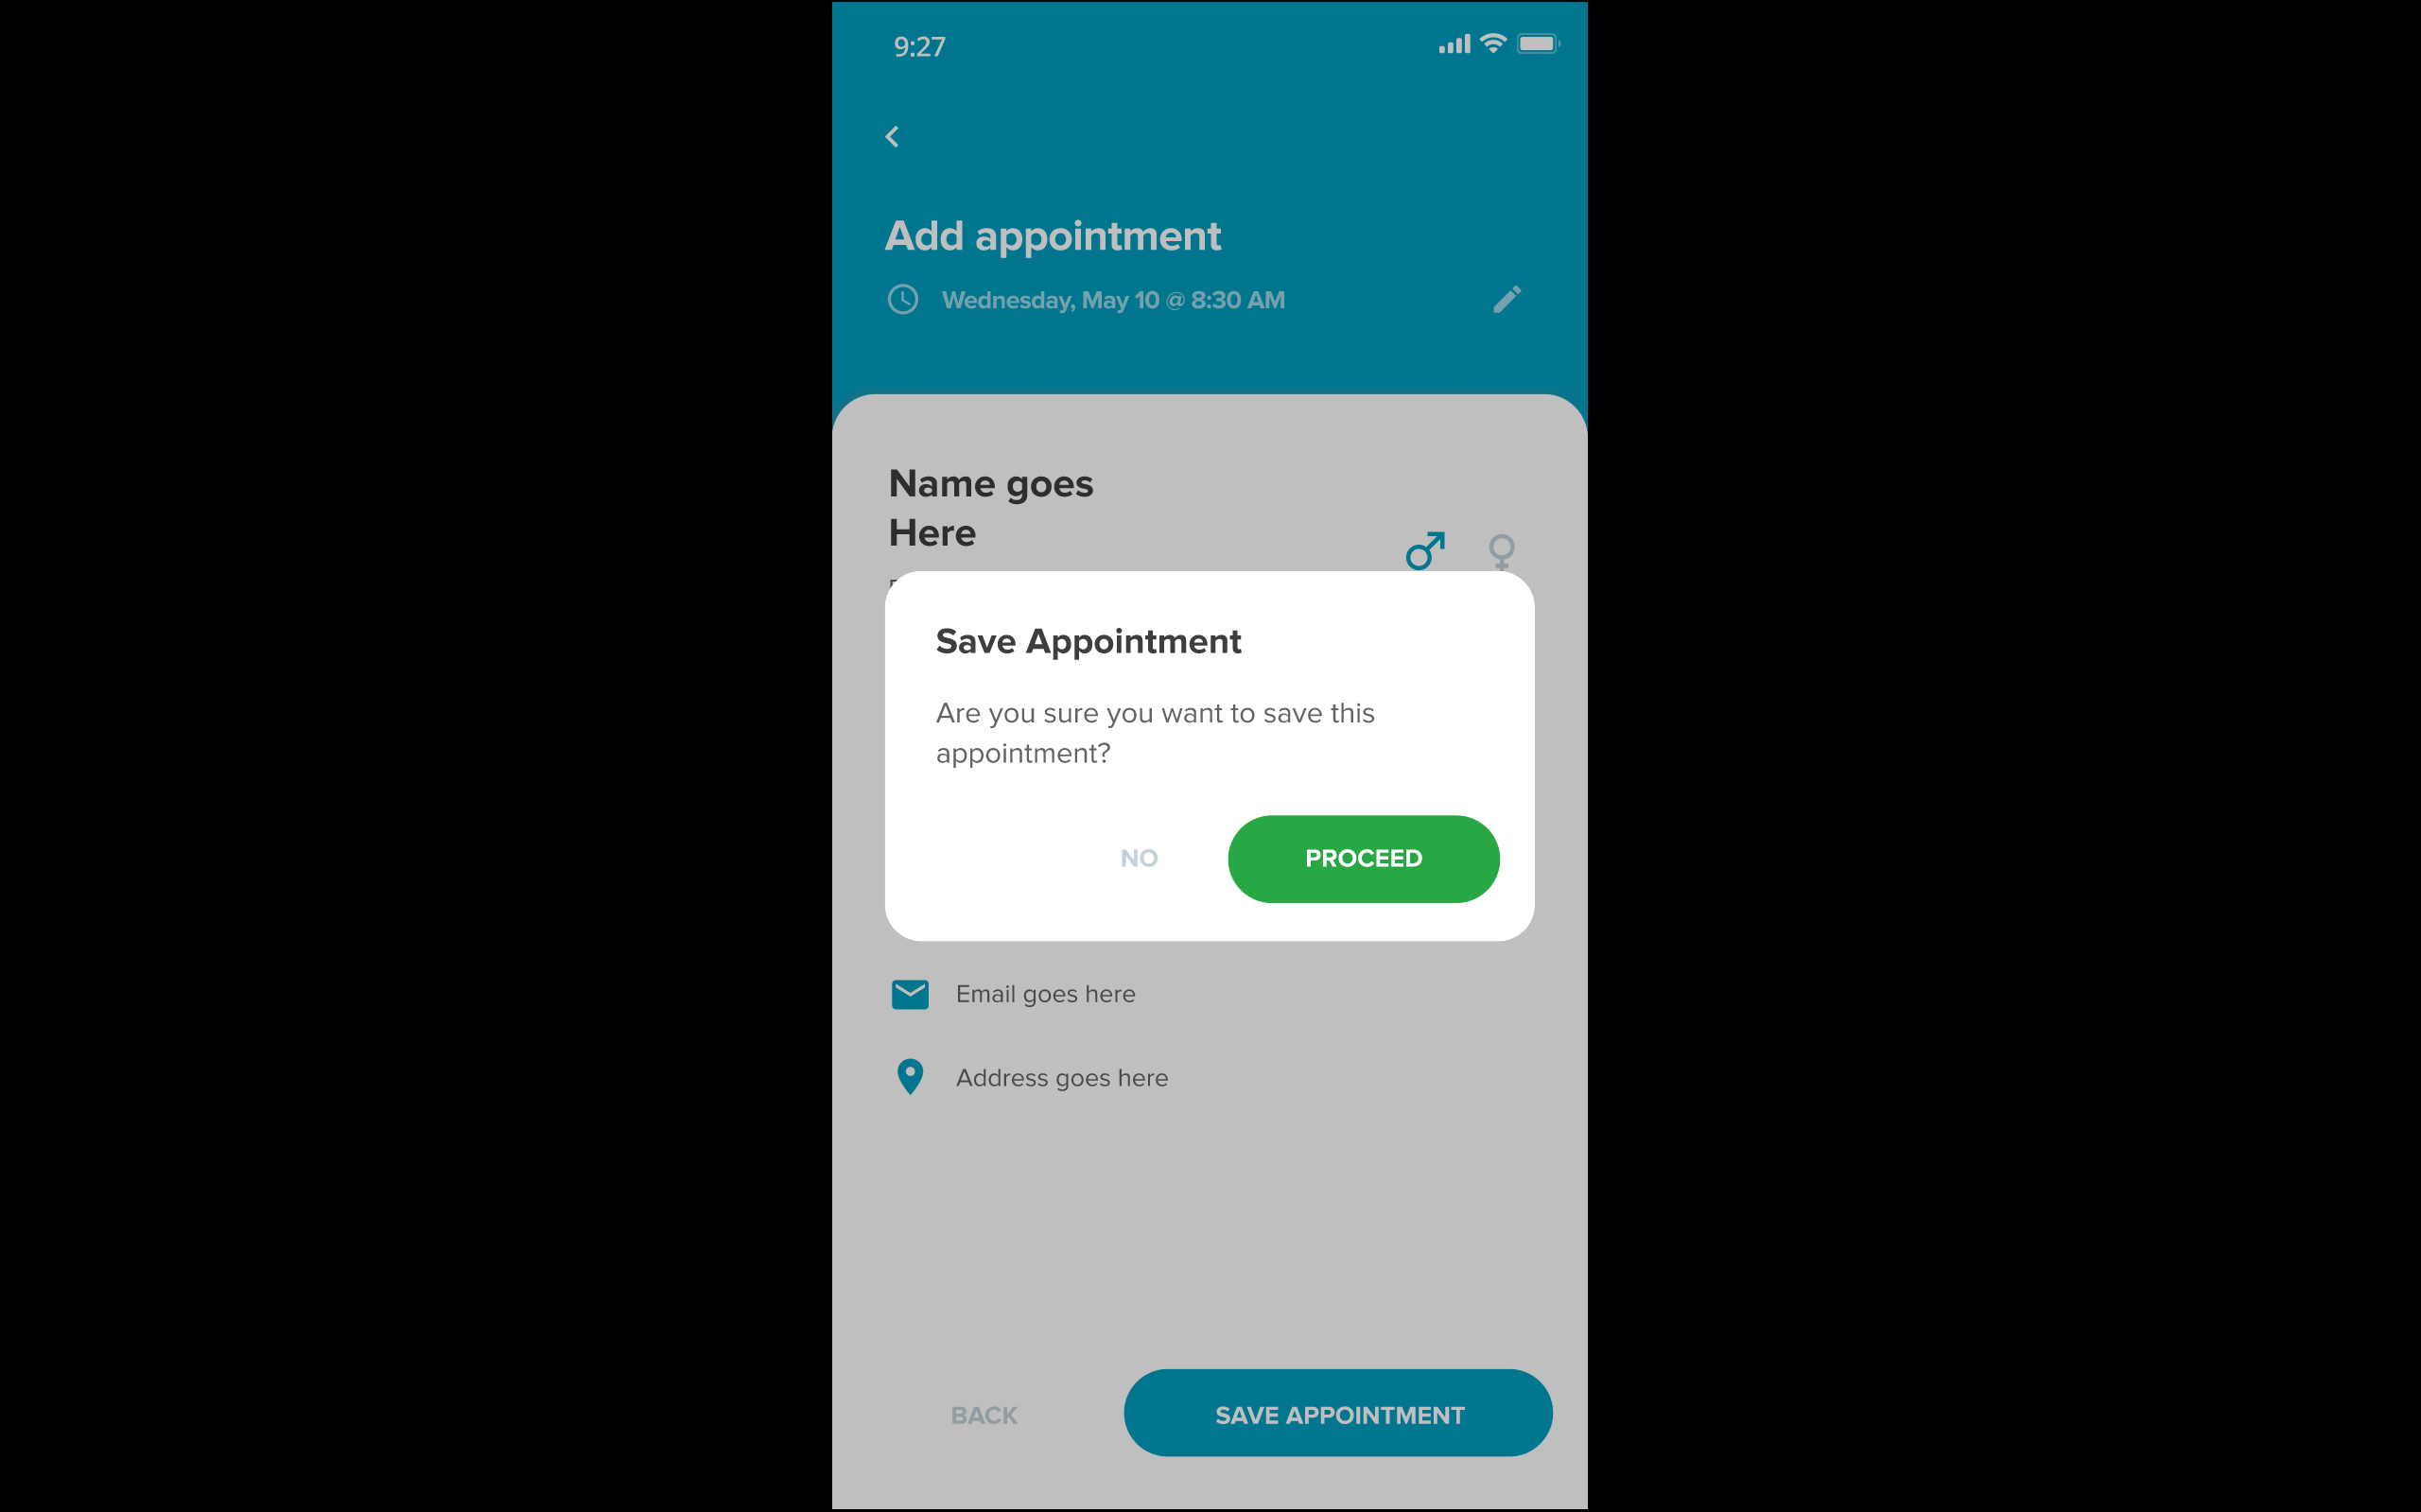 9:27
Add appointment
Wednesday, May 10 @ 8:30 AM
Name goes
Here
Save Appointment
Are you sure you want to save this
appointment?
NO
PROCEED
Email goes here
Address goes here
BACK
SAVE APPOINTMENT